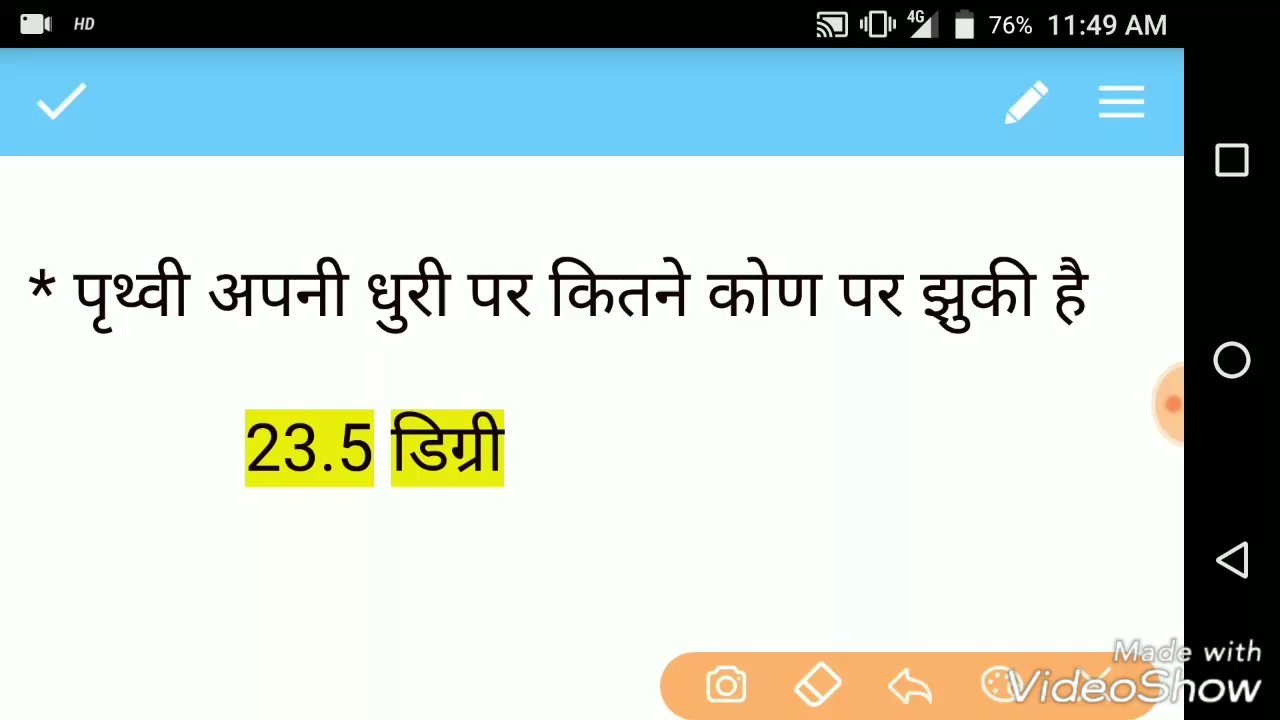 HD 4G 76% 11:49 AM
* पृथ्वी अपनी धुरी पर कितने कोण पर झुकी है
23.5 डिग्री
Made with
VideoShow